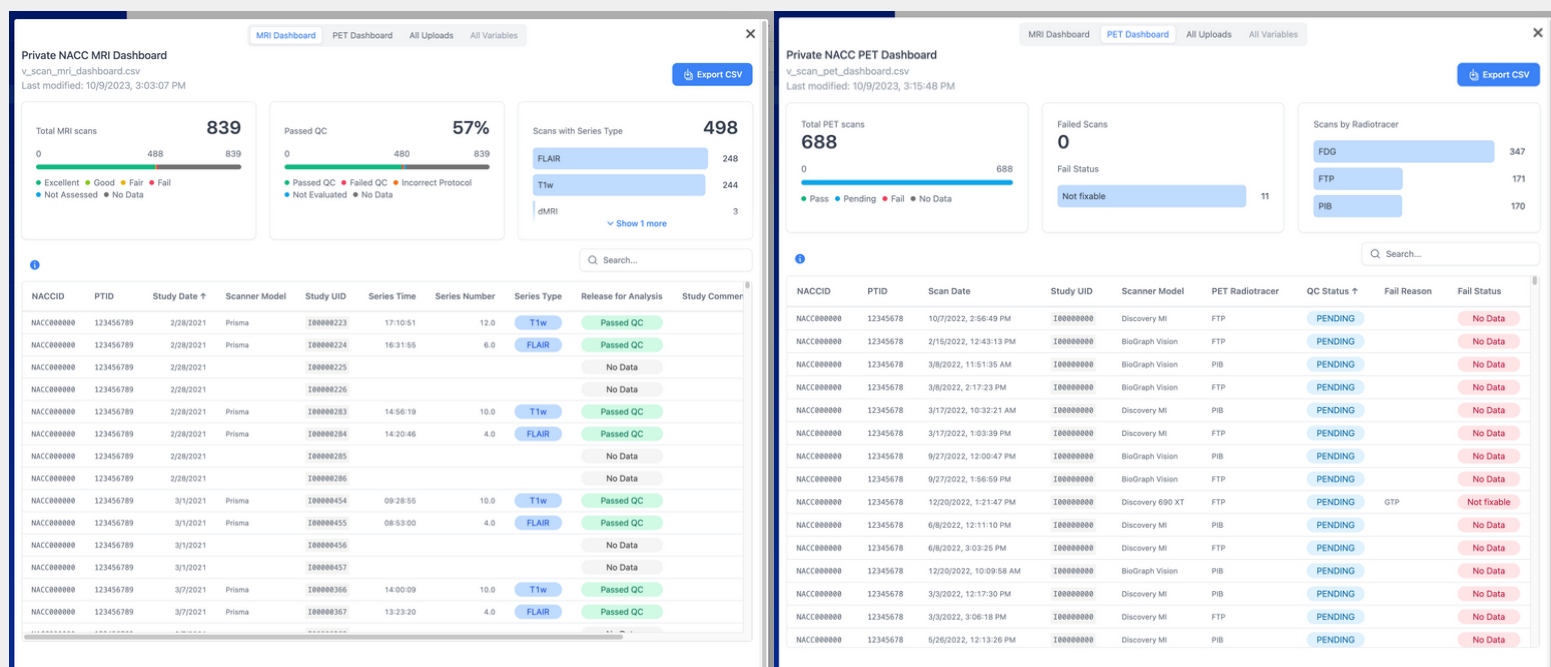 MRI Dashboard PET Dashboard All Uploads All Variables
Private NACC MRI Dashboard
v_scan_mri_dashboard.csv
Last modified: 10/9/2023, 3:03:07 PM
Export CSV
Total MRI scans 839
0 488 839
Excellent Good Fair Fail
Not Assessed No Data
Passed QC 57%
0 480 839
Passed QC Failed QC Incorrect Protocol
Not Evaluated No Data
Scans with Series Type 498
FLAIR 248
T1w 244
dMRI 3
Show 1 more
Search...
NACCID PTID Study Date ↑ Scanner Model Study UID Series Time Series Number Series Type Release for Analysis Study Commen
NACC000000 123456789 2/28/2021 Prisma I00000223 17:10:51 12.0 T1w Passed QC
NACC000000 123456789 2/28/2021 Prisma I00000224 16:31:55 6.0 FLAIR Passed QC
NACC000000 123456789 2/28/2021 I00000225 No Data
NACC000000 123456789 2/28/2021 I00000226 No Data
NACC000000 123456789 2/28/2021 Prisma I00000283 14:56:19 10.0 T1w Passed QC
NACC000000 123456789 2/28/2021 Prisma I00000284 14:20:46 4.0 FLAIR Passed QC
NACC000000 123456789 2/28/2021 I00000285 No Data
NACC000000 123456789 2/28/2021 I00000286 No Data
NACC000000 123456789 3/1/2021 Prisma I00000454 09:28:55 10.0 T1w Passed QC
NACC000000 123456789 3/1/2021 Prisma I00000455 08:53:00 4.0 FLAIR Passed QC
NACC000000 123456789 3/1/2021 I00000456 No Data
NACC000000 123456789 3/1/2021 I00000457 No Data
NACC000000 123456789 3/7/2021 Prisma I00000366 14:00:09 10.0 T1w Passed QC
NACC000000 123456789 3/7/2021 Prisma I00000367 13:23:20 4.0 FLAIR Passed QC
MRI Dashboard PET Dashboard All Uploads All Variables
Private NACC PET Dashboard
v_scan_pet_dashboard.csv
Last modified: 10/9/2023, 3:15:48 PM
Export CSV
Total PET scans
688
0 688
Pass Pending Fail No Data
Failed Scans
0
Fail Status
Not fixable 11
Scans by Radiotracer
FDG 347
FTP 171
PIB 170
Search...
NACCID PTID Scan Date Study UID Scanner Model PET Radiotracer QC Status ↑ Fail Reason Fail Status
NACC000000 12345678 10/7/2022, 2:56:49 PM I00000000 Discovery MI FTP PENDING No Data
NACC000000 12345678 2/15/2022, 12:43:13 PM I00000000 BioGraph Vision FTP PENDING No Data
NACC000000 12345678 3/8/2022, 11:51:35 AM I00000000 BioGraph Vision PIB PENDING No Data
NACC000000 12345678 3/8/2022, 2:17:23 PM I00000000 BioGraph Vision FTP PENDING No Data
NACC000000 12345678 3/17/2022, 10:32:21 AM I00000000 Discovery MI PIB PENDING No Data
NACC000000 12345678 3/17/2022, 1:03:39 PM I00000000 Discovery MI FTP PENDING No Data
NACC000000 12345678 9/27/2022, 12:00:47 PM I00000000 BioGraph Vision PIB PENDING No Data
NACC000000 12345678 9/27/2022, 1:56:59 PM I00000000 BioGraph Vision FTP PENDING No Data
NACC000000 12345678 12/20/2022, 1:21:47 PM I00000000 Discovery 690 XT FTP PENDING GTP Not fixable
NACC000000 12345678 6/8/2022, 12:11:10 PM I00000000 Discovery MI PIB PENDING No Data
NACC000000 12345678 6/8/2022, 3:03:25 PM I00000000 Discovery MI FTP PENDING No Data
NACC000000 12345678 12/20/2022, 10:09:58 AM I00000000 BioGraph Vision PIB PENDING No Data
NACC000000 12345678 3/3/2022, 12:17:30 PM I00000000 Discovery MI PIB PENDING No Data
NACC000000 12345678 3/3/2022, 3:06:18 PM I00000000 Discovery MI FTP PENDING No Data
NACC000000 12345678 5/26/2022, 12:13:26 PM I00000000 Discovery MI PIB PENDING No Data